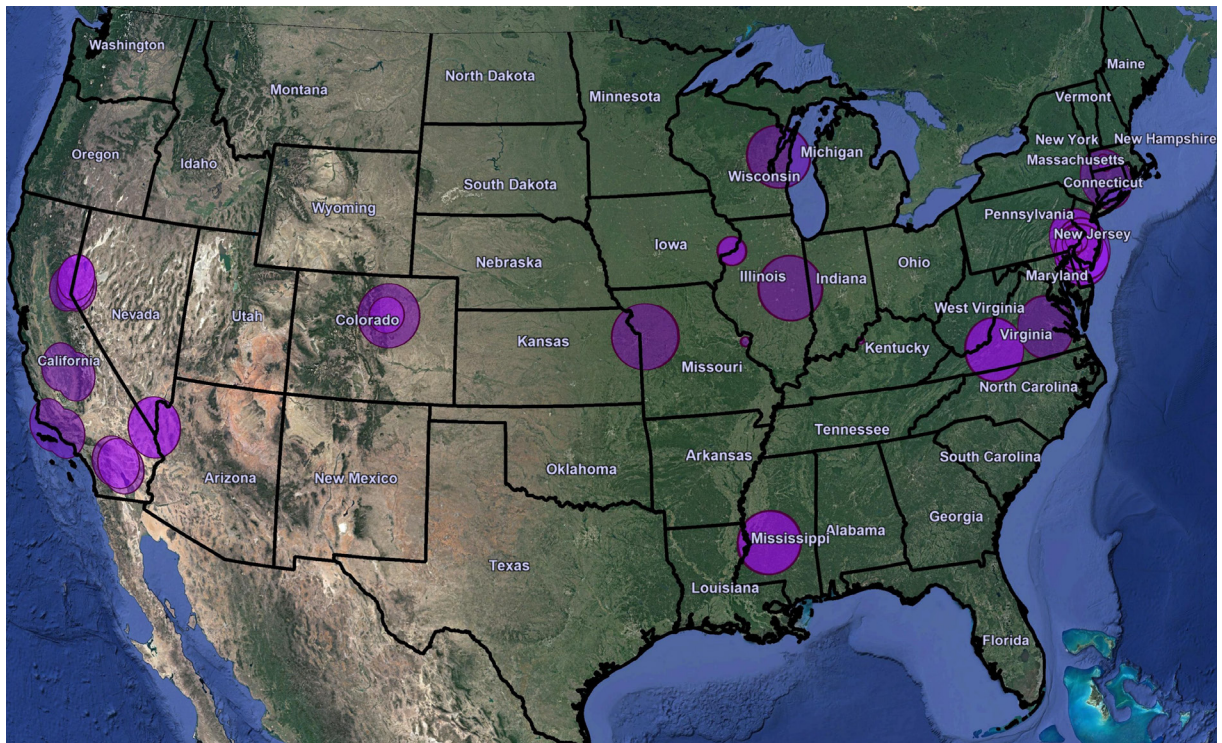 Washington
Montana
North Dakota
Minnesota
Maine
Vermont
New York
New Hampshire
Oregon
Idaho
Wyoming
South Dakota
Wisconsin
Michigan
Massachusetts
Connecticut
Pennsylvania
New Jersey
Nebraska
Iowa
Illinois
Indiana
Ohio
Maryland
Nevada
Utah
Colorado
Kansas
Missouri
Kentucky
West Virginia
Virginia
California
North Carolina
Tennessee
Arizona
New Mexico
Oklahoma
Arkansas
South Carolina
Georgia
Mississippi
Alabama
Texas
Louisiana
Florida